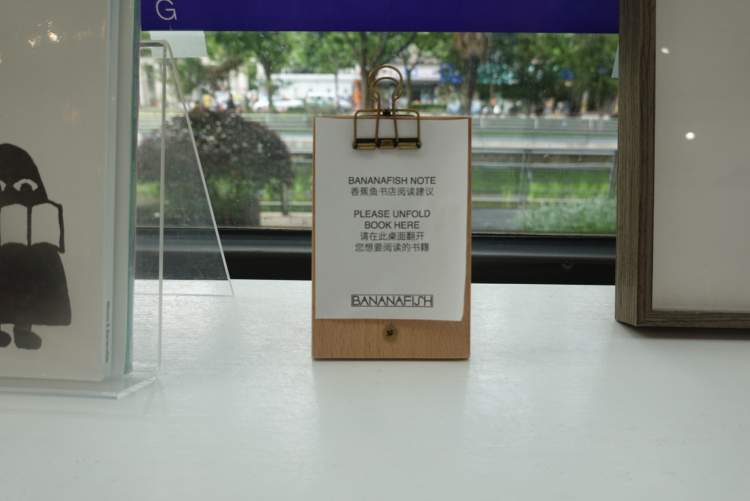 G
BANANAFISH NOTE
香蕉鱼书店阅读建议
PLEASE UNFOLD
BOOK HERE
请在此桌面翻开
您想要阅读的书籍
BANANAFISH